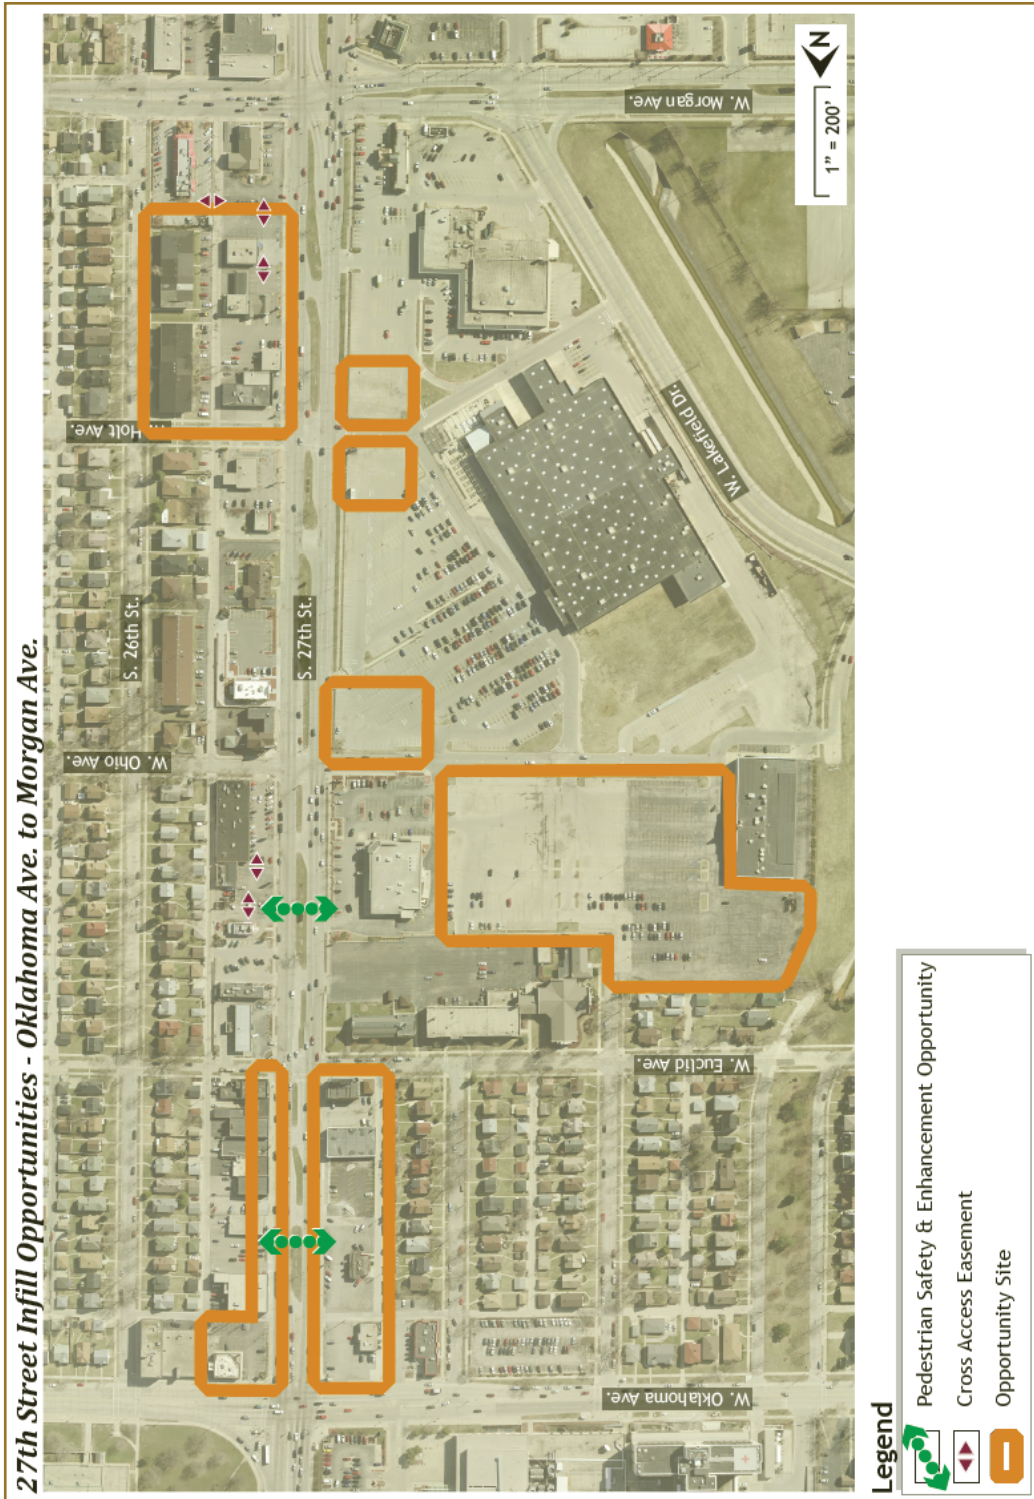 27th Street Infill Opportunities - Oklahoma Ave. to Morgan Ave.
W. Morgan Ave.
N
1" = 200'
Holt Ave.
S. 26th St.
S. 27th St.
W. Lakefield Dr.
W. Ohio Ave.
W. Euclid Ave.
W. Oklahoma Ave.
Legend
Pedestrian Safety & Enhancement Opportunity
Cross Access Easement
Opportunity Site